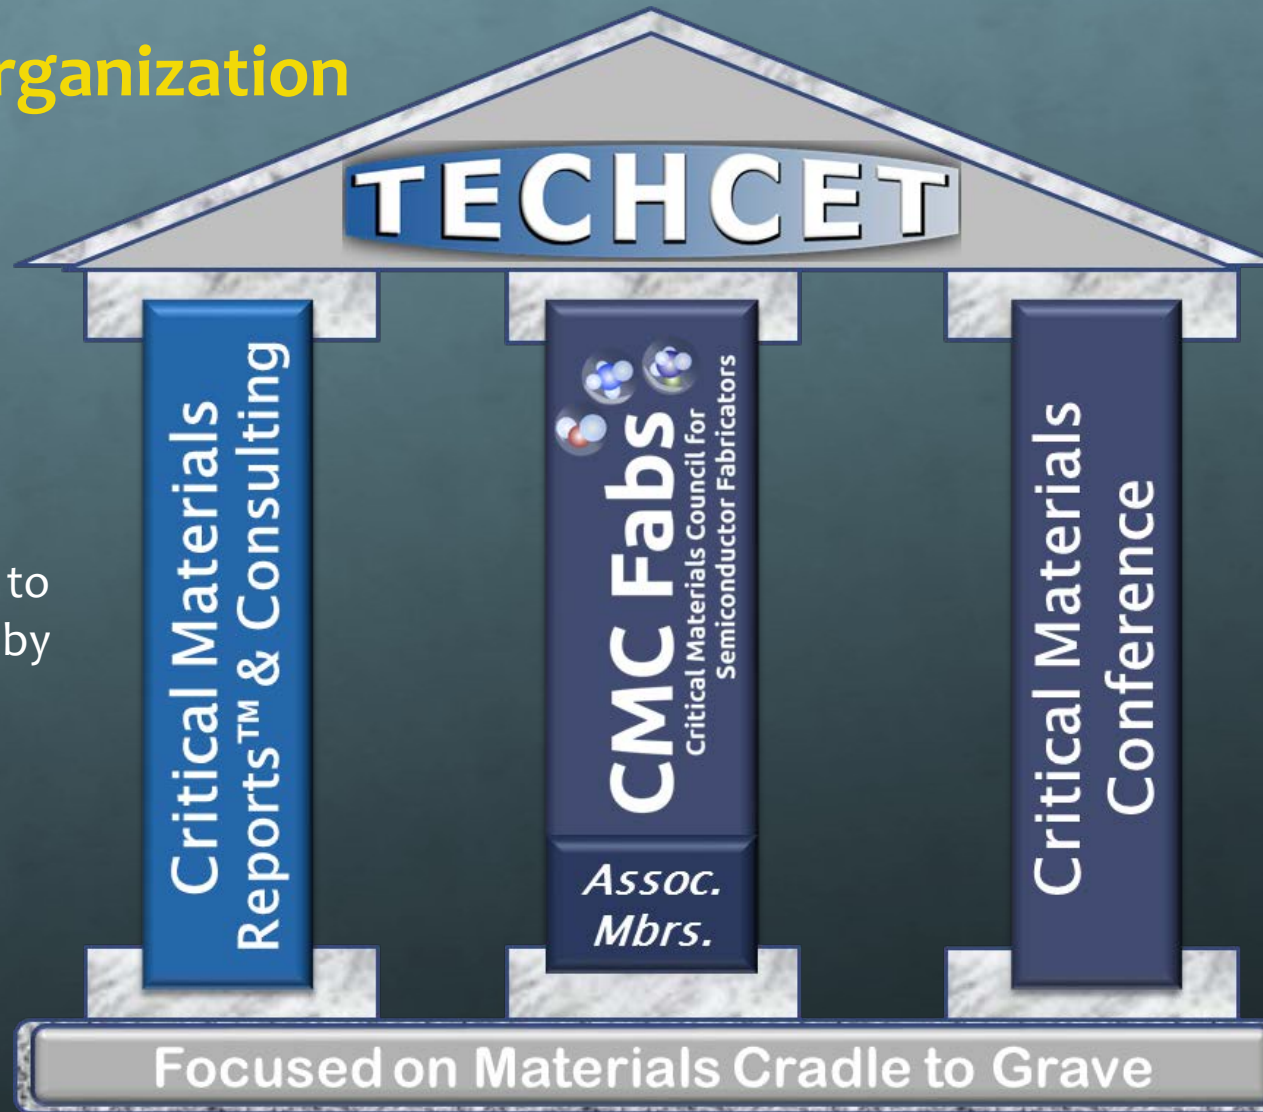 rganization
TECHCET
to
by
Critical Materials
Reports™ & Consulting
CMC Fabs
Critical Materials Council for
Semiconductor Fabricators
Assoc.
Mbrs.
Critical Materials
Conference
Focused on Materials Cradle to Grave